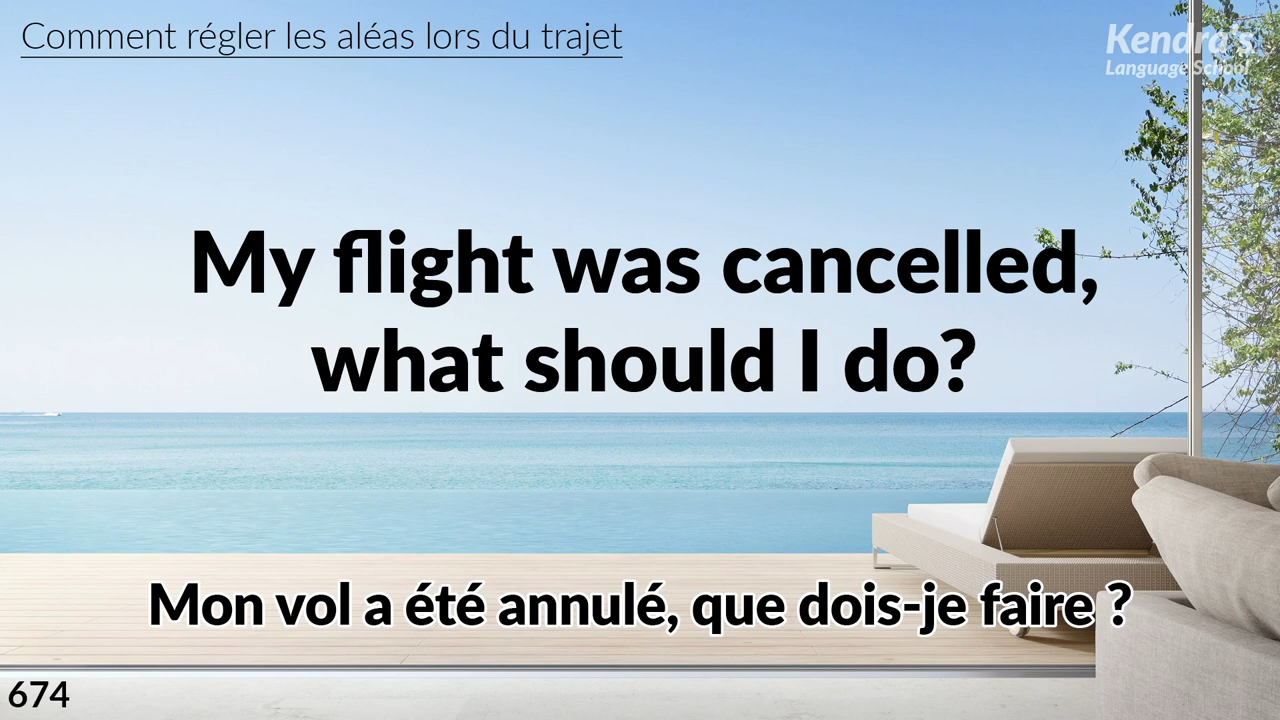 Comment régler les aléas lors du trajet
Kendra's
Language School
My flight was cancelled,
what should I do?
Mon vol a été annulé, que dois-je faire ?
674